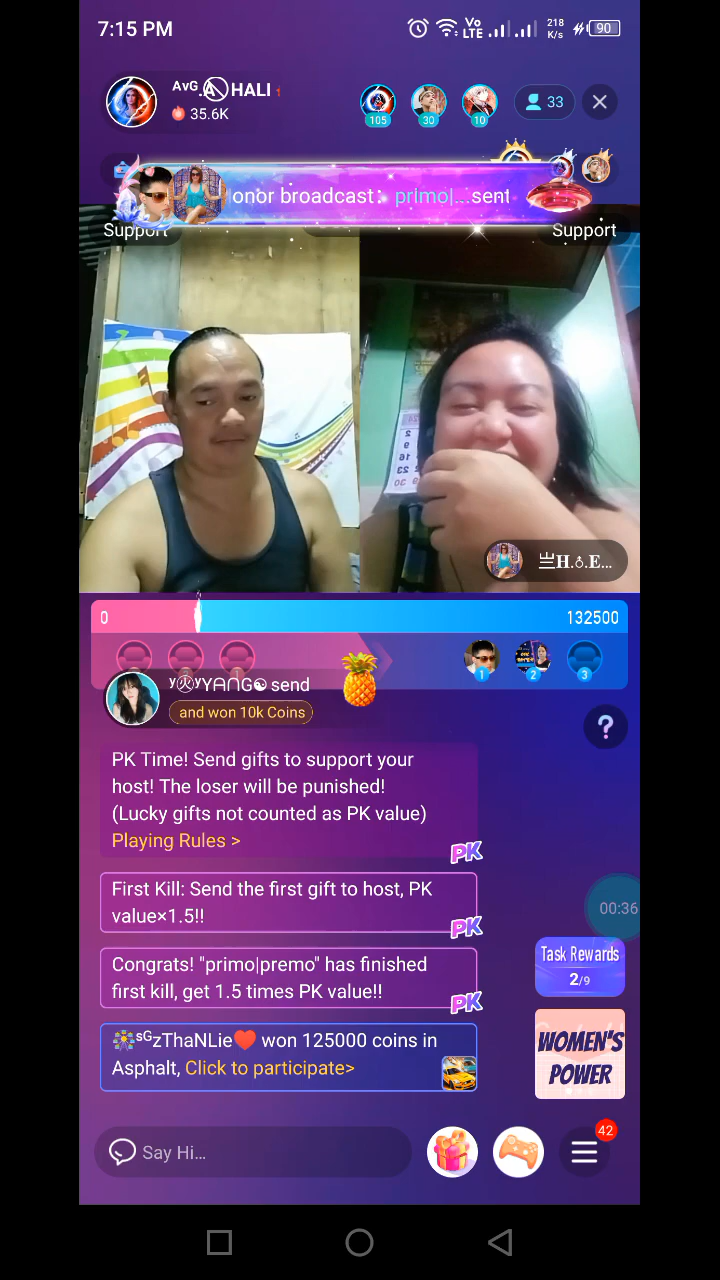 7:15 PM
Vo
LTE
218
K/s
90
HALI
35.6K
105
30
10
33
onor broadcast: primo|...sent
Support
Support
0
132500
1
2
3
YYANG☯ send
and won 10k Coins
?
PK Time! Send gifts to support your
host! The loser will be punished!
(Lucky gifts not counted as PK value)
Playing Rules >
PK
First Kill: Send the first gift to host, PK
value×1.5!!
PK
00:36
Congrats! "primo|premo" has finished
first kill, get 1.5 times PK value!!
PK
Task Rewards
2/9
ˢᴳzThaNLie♥ won 125000 coins in
Asphalt, Click to participate>
WOMEN'S
POWER
Say Hi...
42